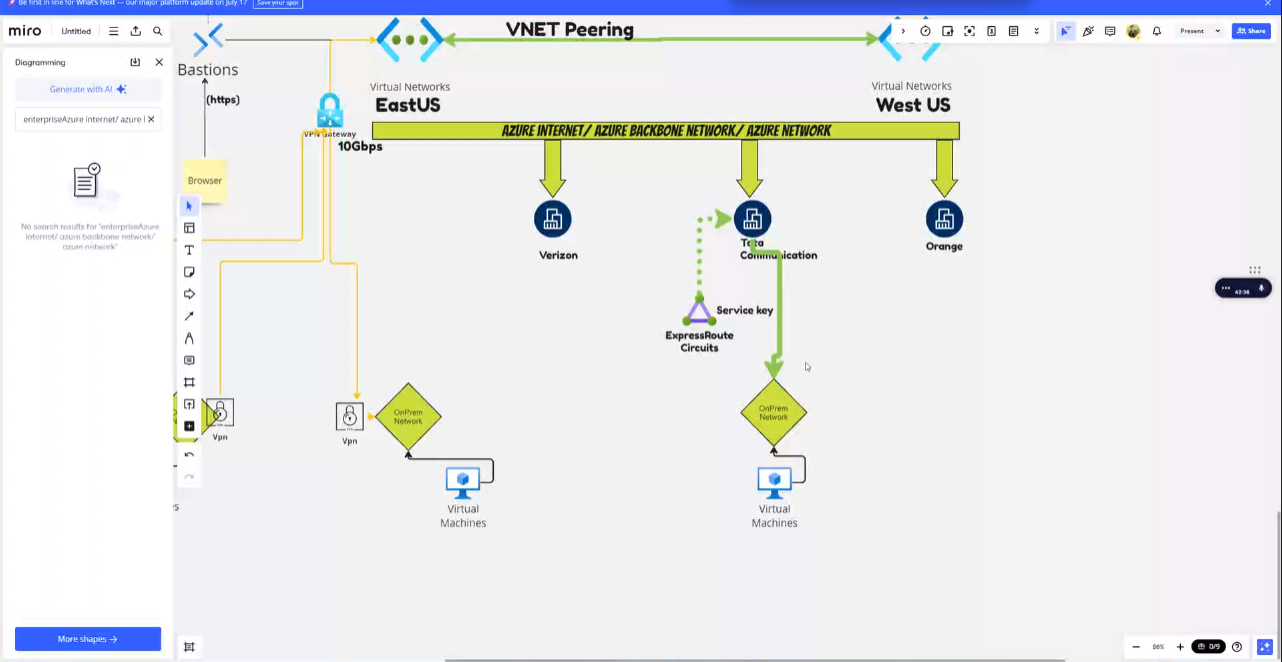 Be first in line for What's Next — our major platform update on July 17
Save your spot
miro
Untitled
Present
Share
Diagramming
Generate with AI
enterpriseAzure internet/ azure l
No search results for "enterpriseAzure
internet/ azure backbone network/
azure network"
More shapes →
Bastions
(https)
Browser
VPN Gateway
10Gbps
VNET Peering
Virtual Networks
EastUS
Virtual Networks
West US
AZURE INTERNET/ AZURE BACKBONE NETWORK/ AZURE NETWORK
Verizon
Tata
Communication
Orange
Service key
ExpressRoute
Circuits
42:58
Vpn
Vpn
OnPrem
Network
OnPrem
Network
Virtual
Machines
Virtual
Machines
86%
0/9